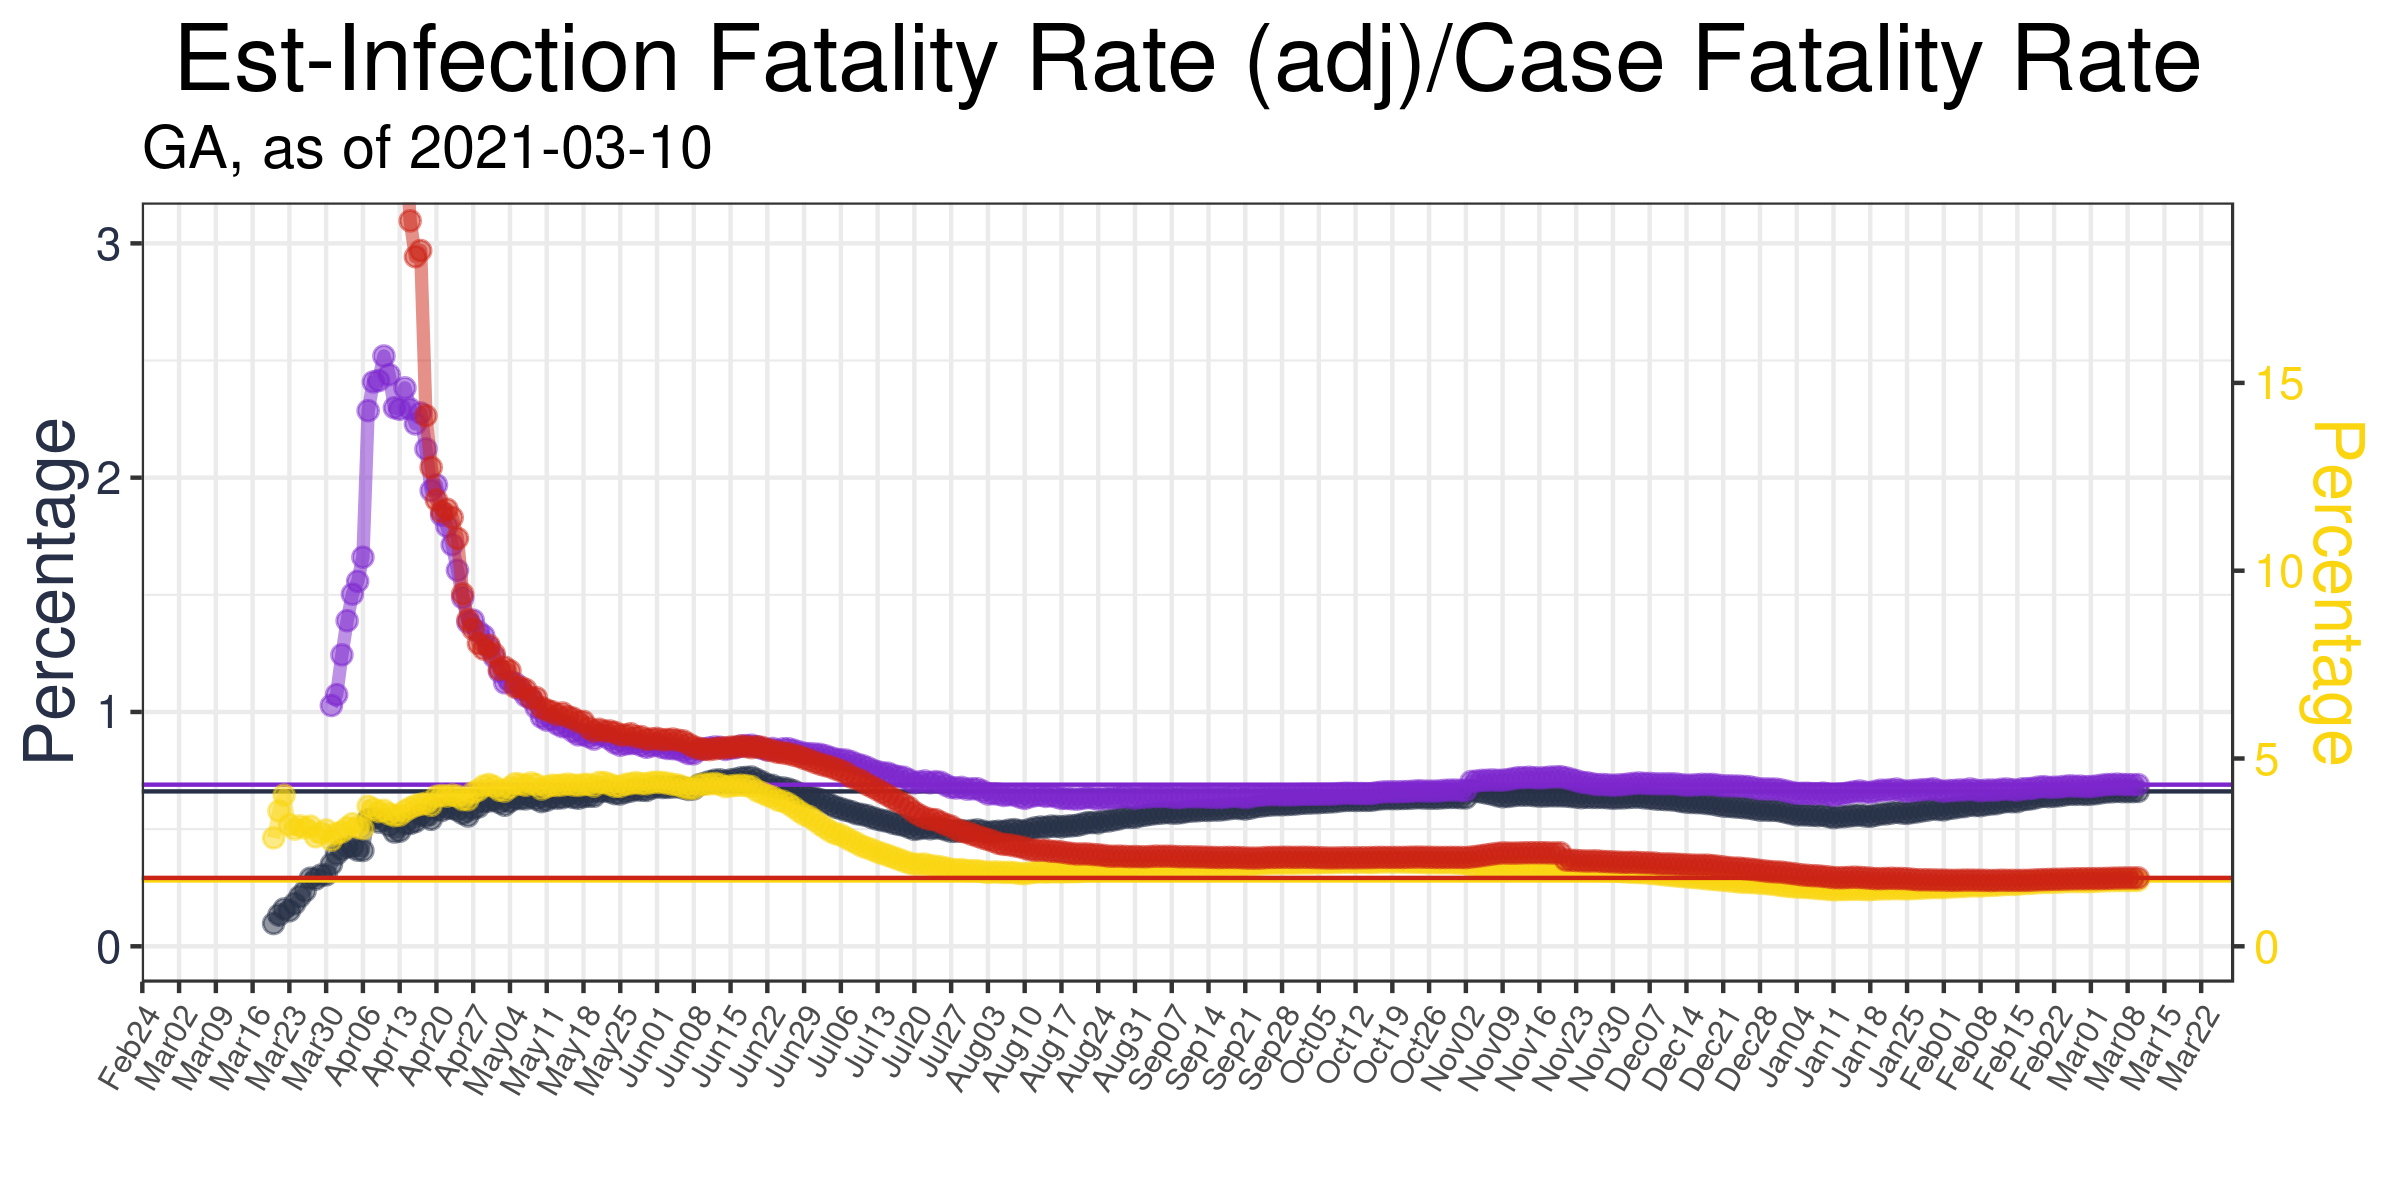 Est-Infection Fatality Rate (adj)/Case Fatality Rate
GA, as of 2021-03-10
Percentage
3
2
1
0
15
10
5
0
Percentage
Feb24
Mar02
Mar09
Mar16
Mar23
Mar30
Apr06
Apr13
Apr20
Apr27
May04
May11
May18
May25
Jun01
Jun08
Jun15
Jun22
Jun29
Jul06
Jul13
Jul20
Jul27
Aug03
Aug10
Aug17
Aug24
Aug31
Sep07
Sep14
Sep21
Sep28
Oct05
Oct12
Oct19
Oct26
Nov02
Nov09
Nov16
Nov23
Nov30
Dec07
Dec14
Dec21
Dec28
Jan04
Jan11
Jan18
Jan25
Feb01
Feb08
Feb15
Feb22
Mar01
Mar08
Mar15
Mar22